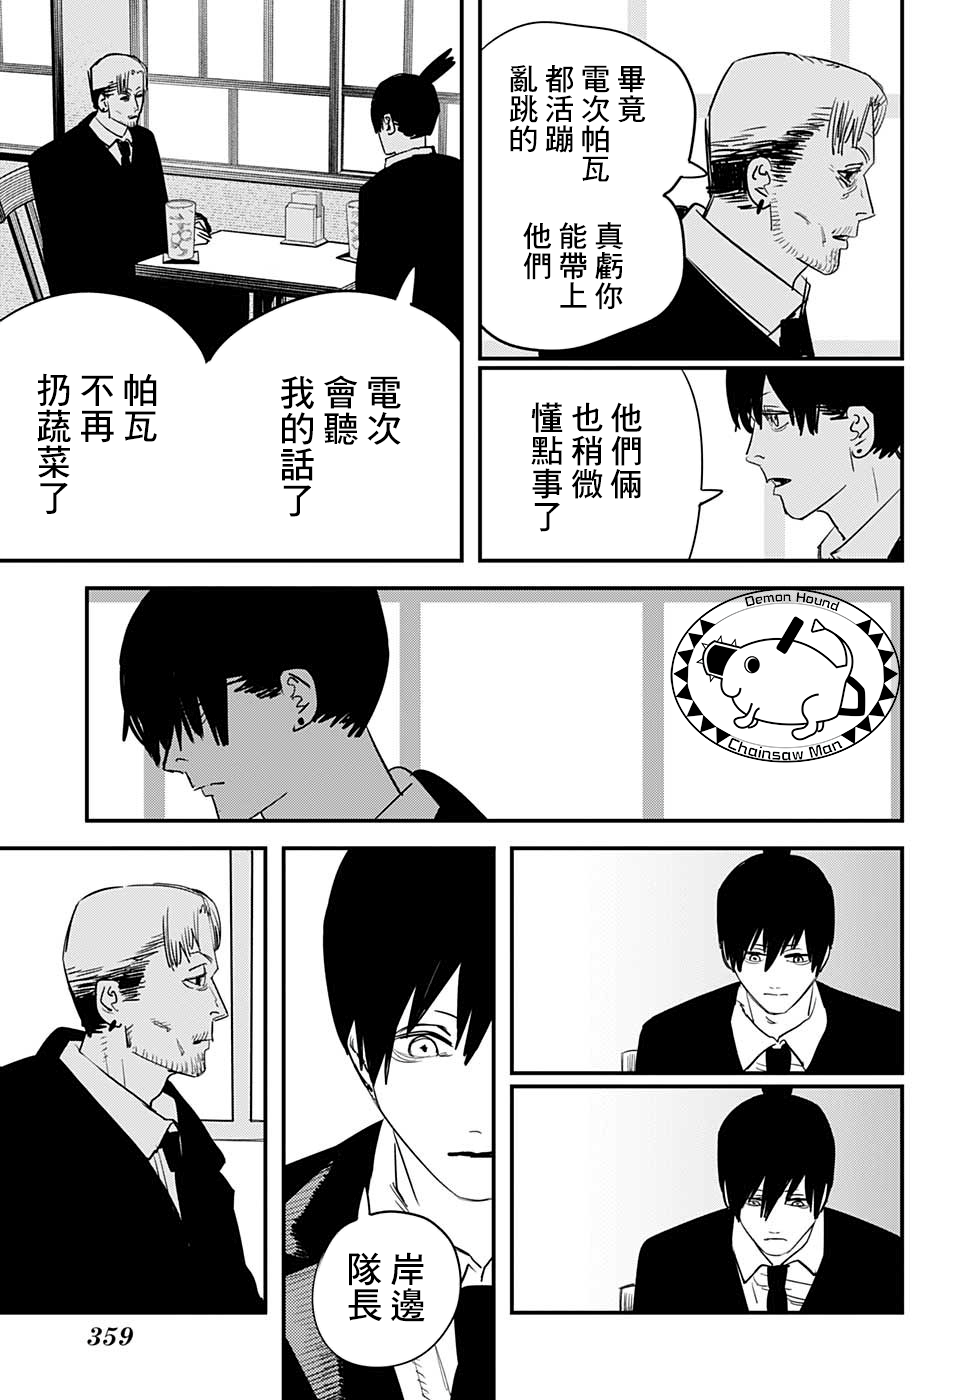 畢竟
電次帕瓦
都活蹦
亂跳的
真虧你
能帶上
他們
他們倆
也稍微
懂點事了
電次
會聽
我的話了
帕瓦
不再
扔蔬菜了
Demon Hound
Chainsaw Man
岸邊
隊長
359